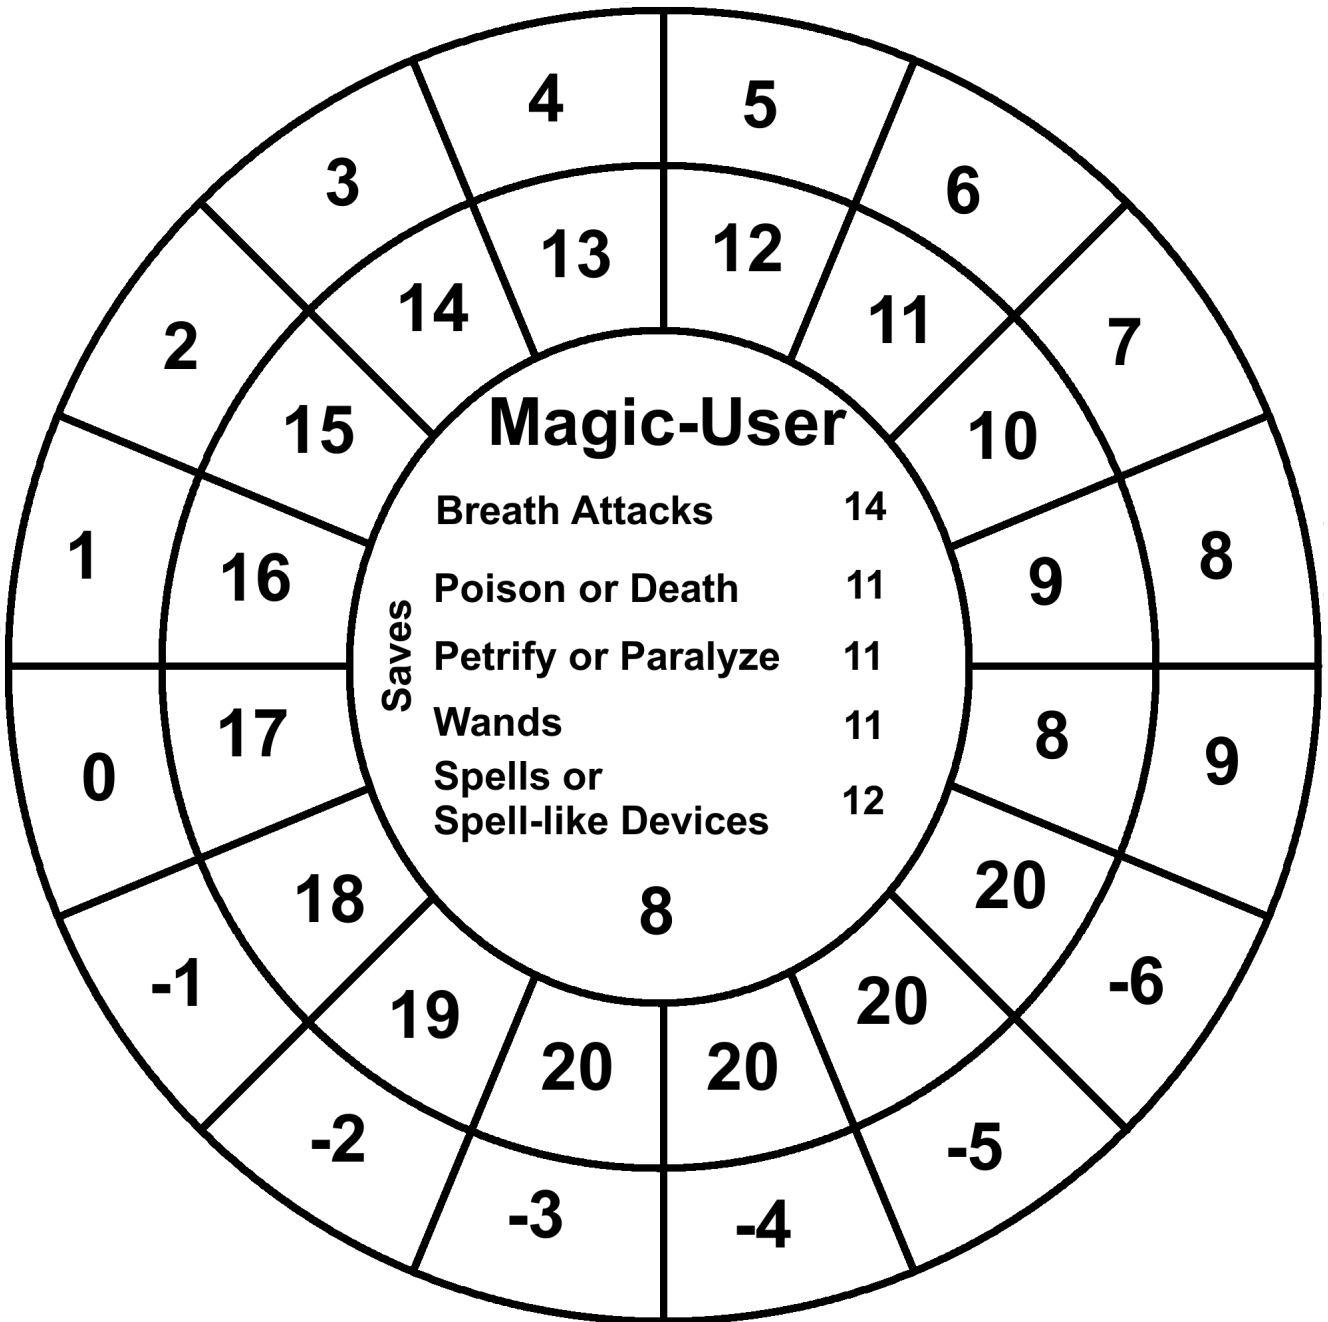 4 5
3 6
13 12
2 14 11 7
15 10
Magic-User
Breath Attacks 14
1 16 9 8
Poison or Death 11
Saves
Petrify or Paralyze 11
Wands 11
0 17 8 9
Spells or
Spell-like Devices 12
18 20
8
-1 19 20 -6
20 20
-2 -5
-3 -4